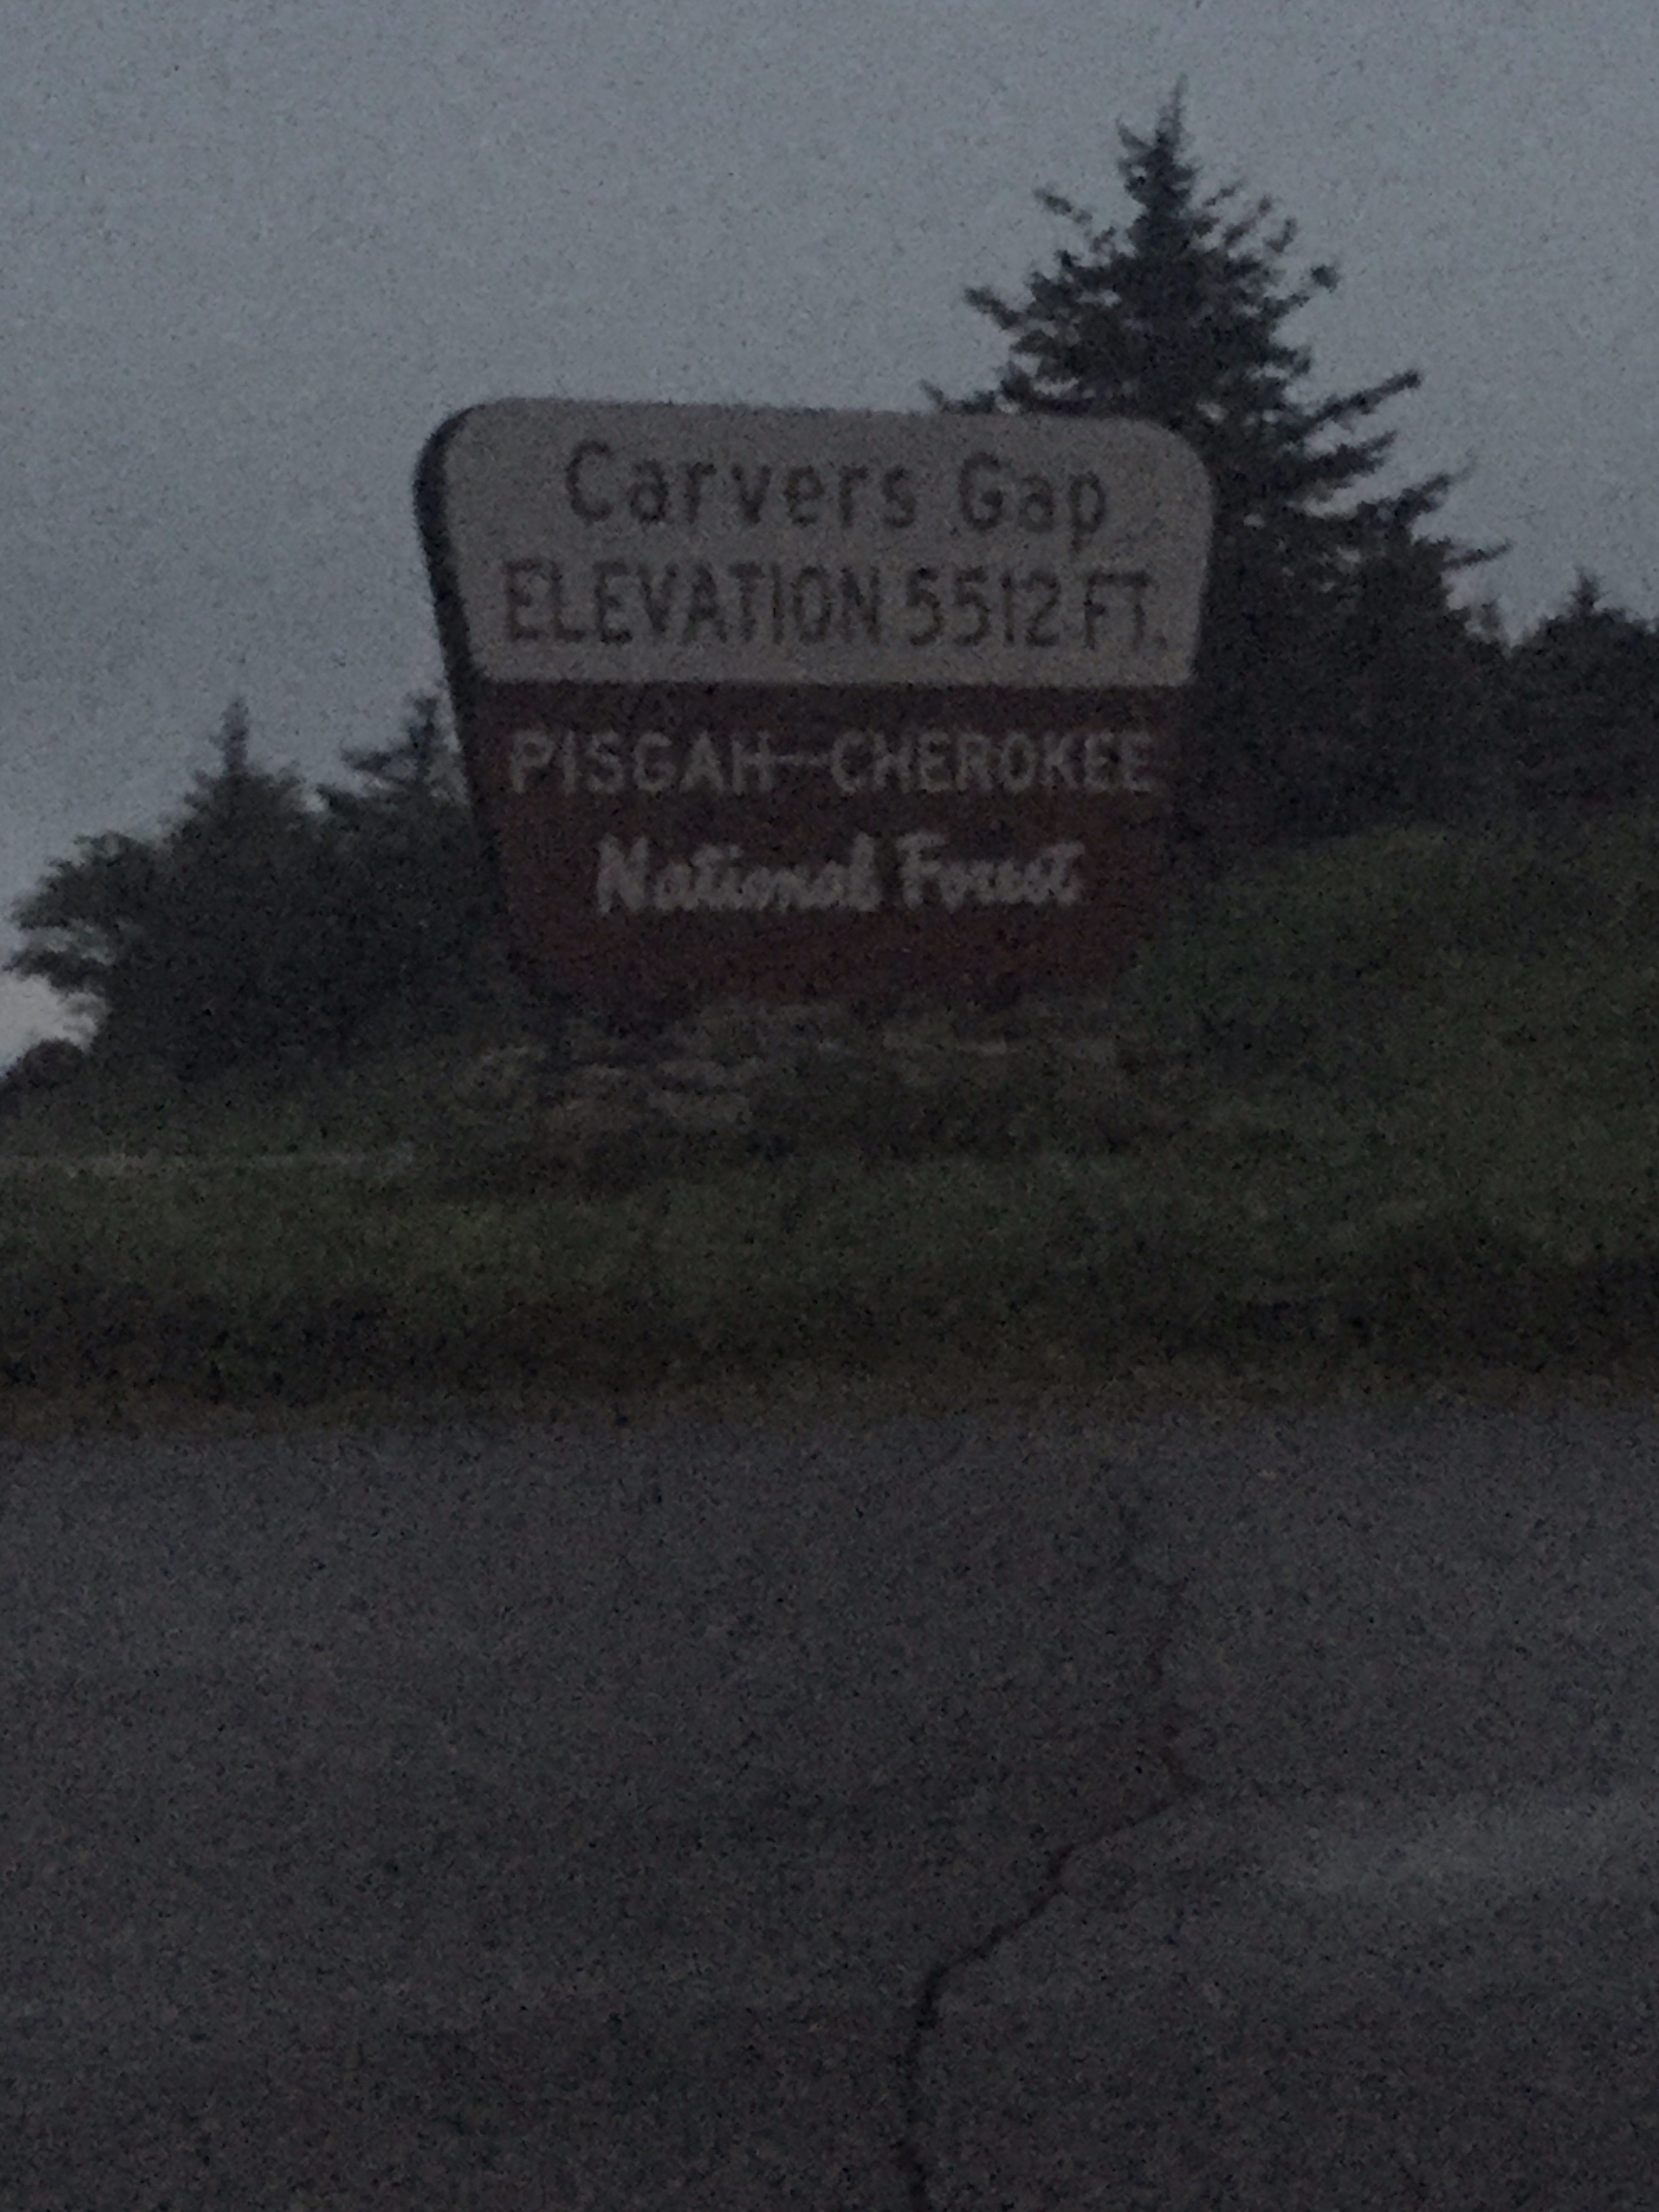 Carvers Gap
ELEVATION 5512 FT.
PISGAH—CHEROKEE
National Forest